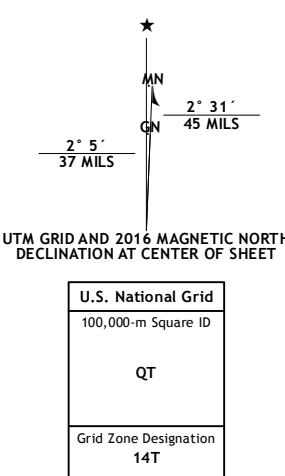 ★
MN
GN
2° 31´
45 MILS
2° 5´
37 MILS
UTM GRID AND 2016 MAGNETIC NORTH
DECLINATION AT CENTER OF SHEET
U.S. National Grid
100,000-m Square ID
QT
Grid Zone Designation
14T